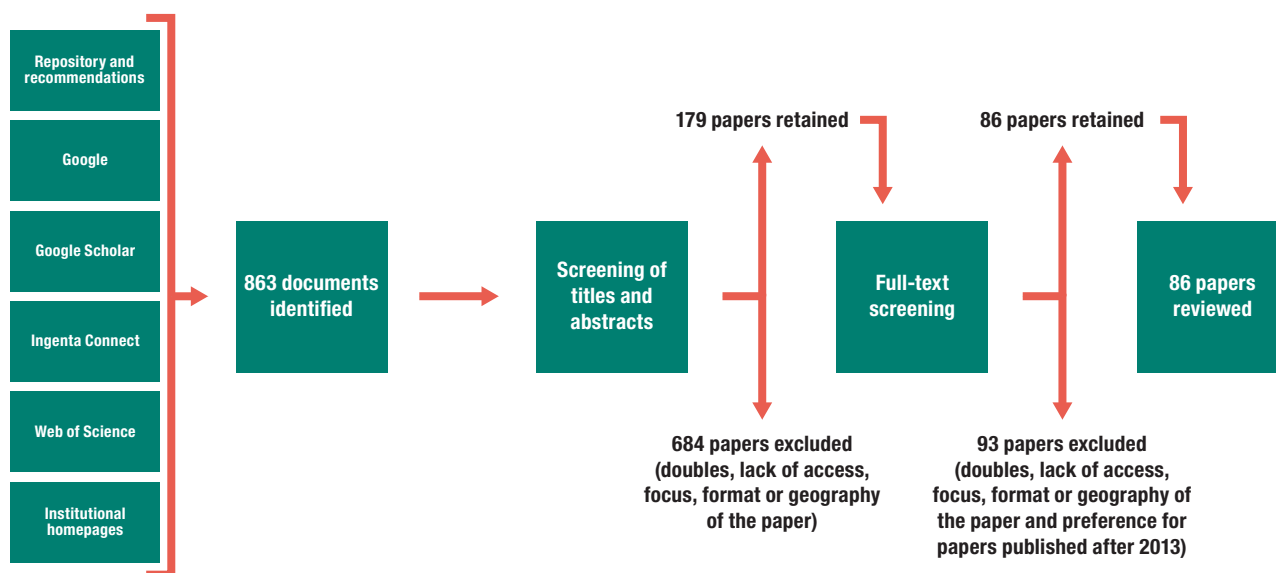 Repository and
recommendations
Google
Google Scholar
Ingenta Connect
Web of Science
Institutional
homepages
863 documents
identified
Screening of
titles and
abstracts
179 papers retained
684 papers excluded
(doubles, lack of access,
focus, format or geography
of the paper)
Full-text
screening
86 papers retained
93 papers excluded
(doubles, lack of access,
focus, format or geography of
the paper and preference for
papers published after 2013)
86 papers
reviewed